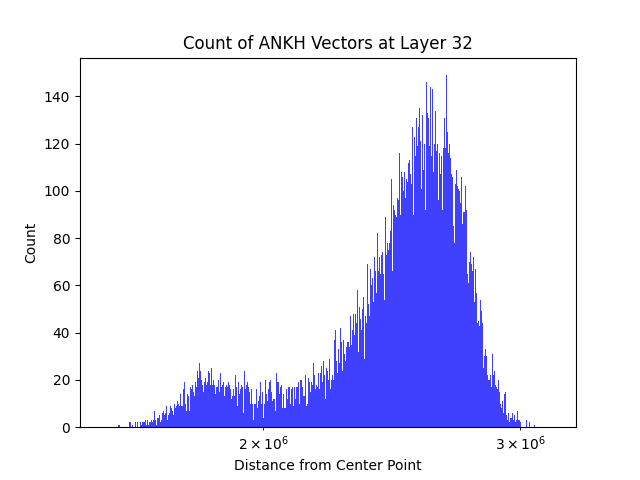 Count of ANKH Vectors at Layer 32
Count
140
120
100
80
60
40
20
0
2 × 10⁶
3 × 10⁶
Distance from Center Point